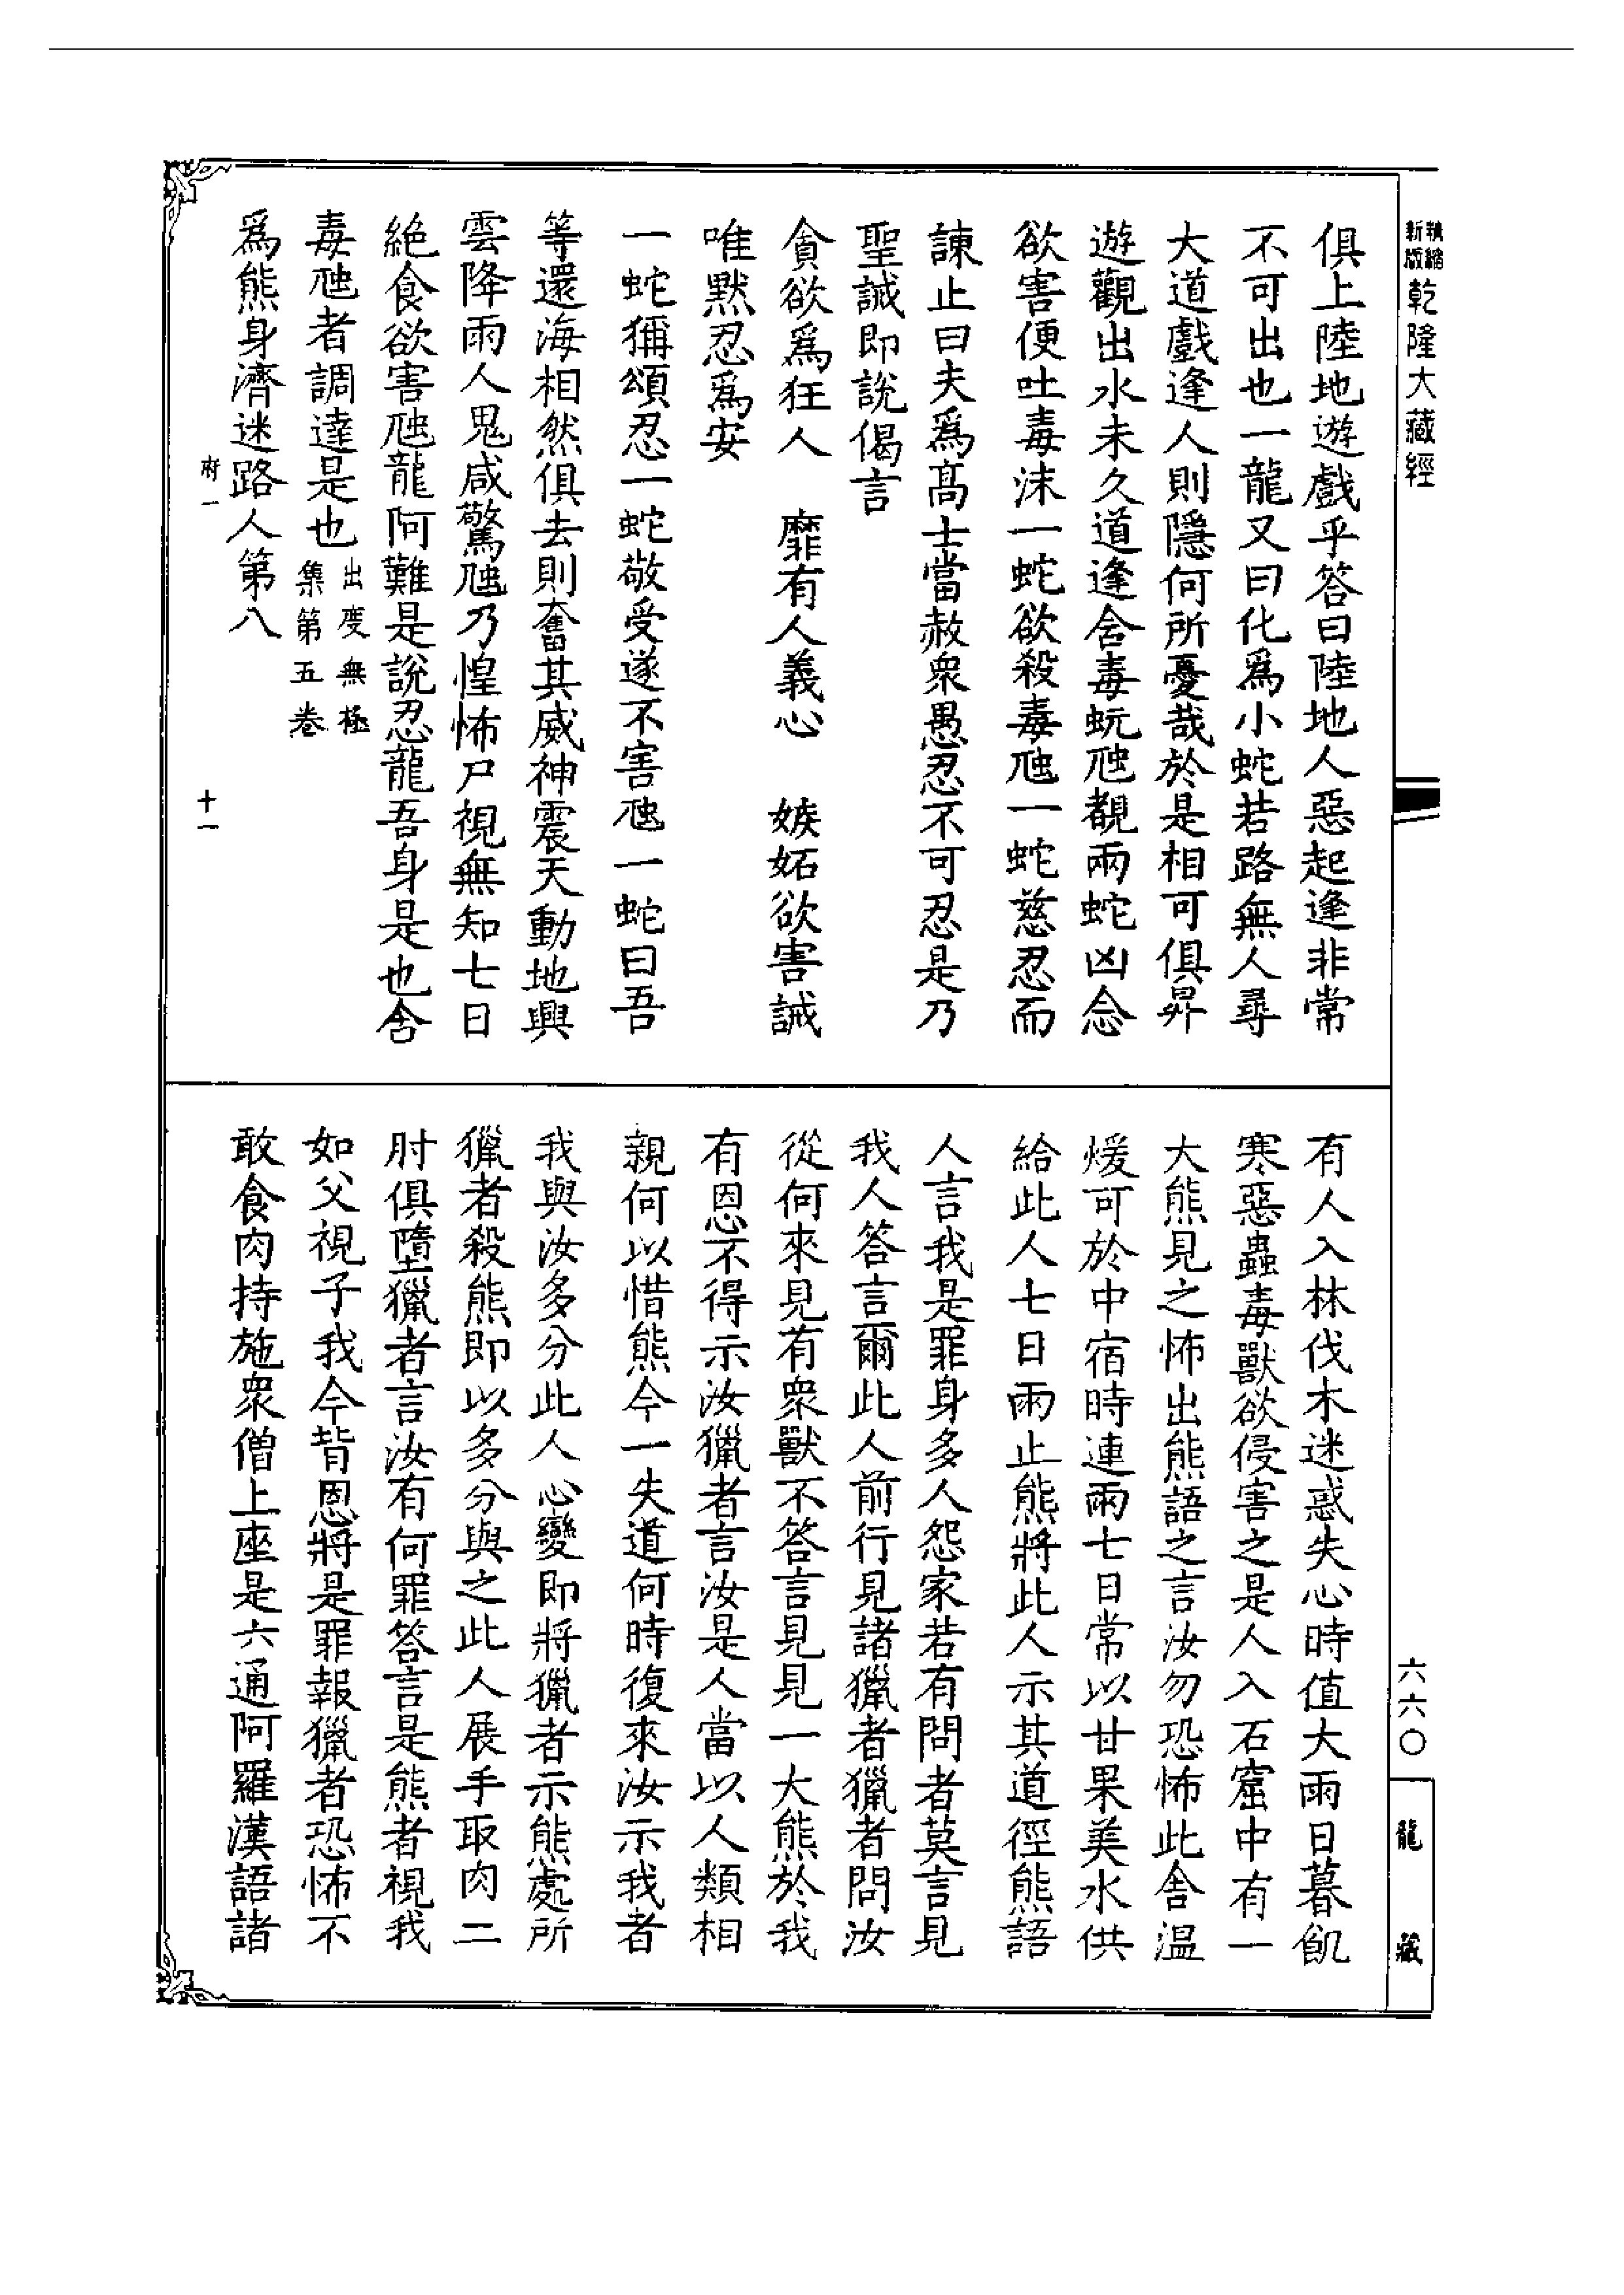 新版
乾隆大藏經
俱上陸地遊戲乎答曰陸地人惡起逢非常
不可出也一龍又曰化爲小蛇若路無人尋
大道戲逢人則隱何所憂哉於是相可俱昇
遊觀出水未久道逢含毒蚖虺覩兩蛇凶念
欲害便吐毒沫一蛇欲殺毒虺一蛇慈忍而
諫止曰夫爲髙士當赦衆愚忍不可忍是乃
聖誡即說偈言
貪欲爲狂人　靡有人義心　嫉妬欲害誡
唯默忍爲安
一蛇稱頌忍一蛇敬受遂不害虺一蛇曰吾
等還海相然俱去則奮其威神震天動地興
雲降雨人鬼咸驚虺乃惶怖尸視無知七日
絶食欲害虺龍阿難是說忍龍吾身是也含
毒虺者調達是也出度無極集第五卷
爲熊身濟迷路人第八
府一
十一
有人入林伐木迷惑失心時值大雨日暮飢
寒惡蟲毒獸欲侵害之是人入石窟中有一
大熊見之怖出熊語之言汝勿恐怖此舍温
煖可於中宿時連雨七日常以甘果美水供
給此人七日雨止熊將此人示其道徑熊語
人言我是罪身多人怨家若有問者莫言見
我人答言爾此人前行見諸獵者獵者問汝
從何來見有衆獸不答言見見一大熊於我
有恩不得示汝獵者言汝是人當以人類相
親何以惜熊今一失道何時復來汝示我者
我與汝多分此人心變即將獵者示熊處所
獵者殺熊即以多分與之此人展手取肉二
肘俱墮獵者言汝有何罪答言是熊者視我
如父視子我今背恩將是罪報獵者恐怖不
敢食肉持施衆僧上座是六通阿羅漢語諸
六六〇
龍藏